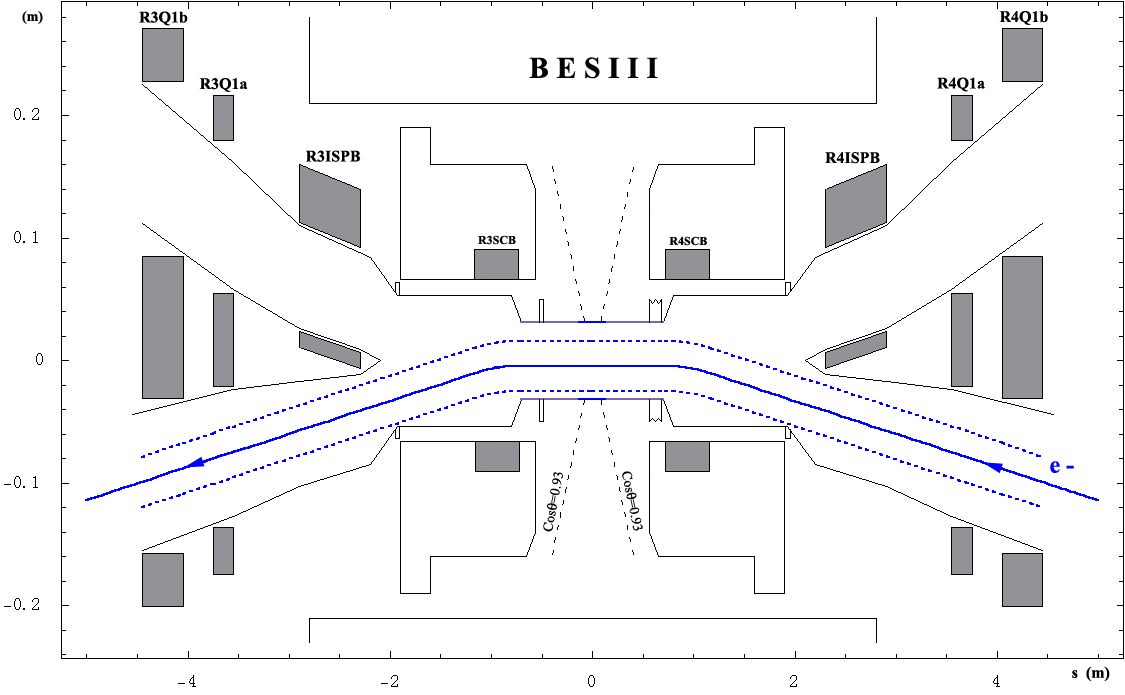 (m)
R3Q1b
R4Q1b
BESIII
R3Q1a
R4Q1a
0.2
R3ISPB
R4ISPB
0.1
R3SCB
R4SCB
0
e -
-0.1
Cosθ=0.93
Cosθ=0.93
-0.2
-4
-2
0
2
4
s (m)